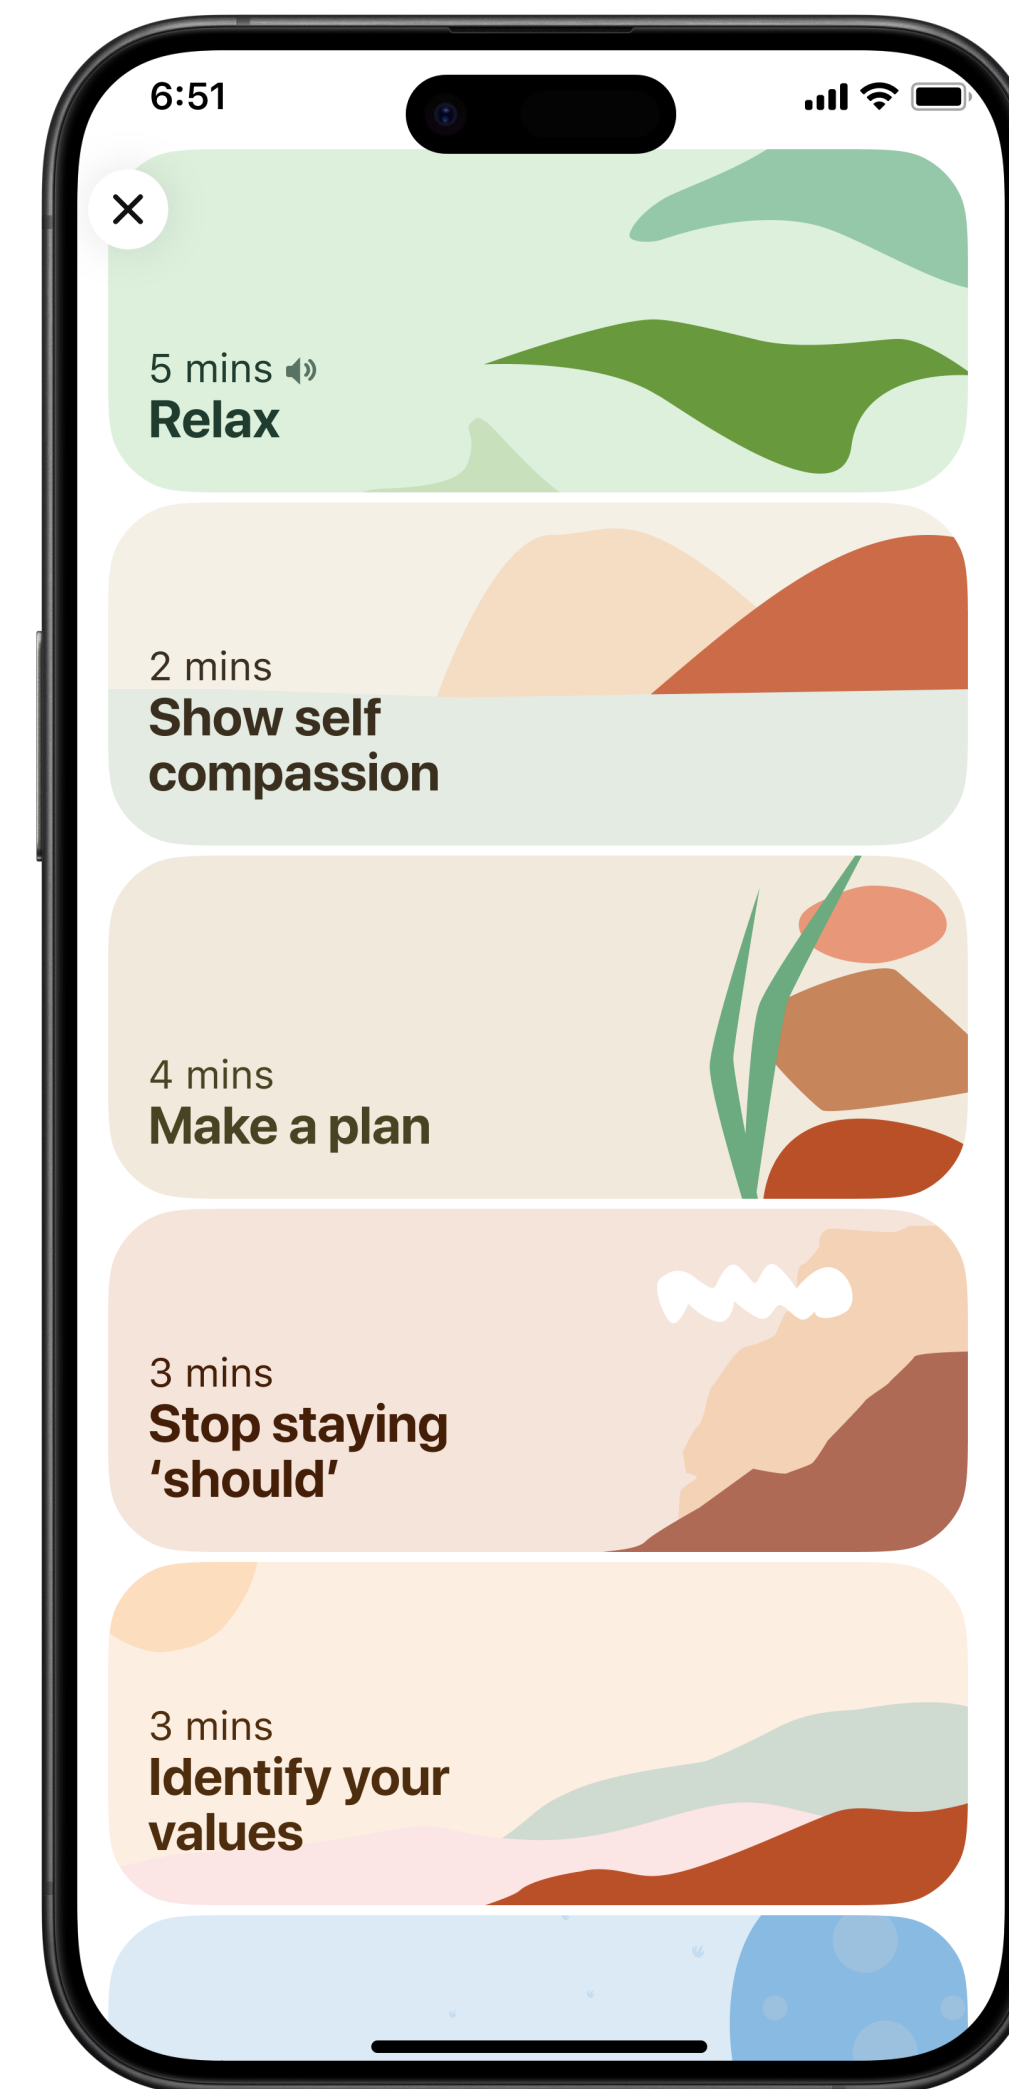 6:51
5 mins
Relax
2 mins
Show self
compassion
4 mins
Make a plan
3 mins
Stop staying
‘should’
3 mins
Identify your
values